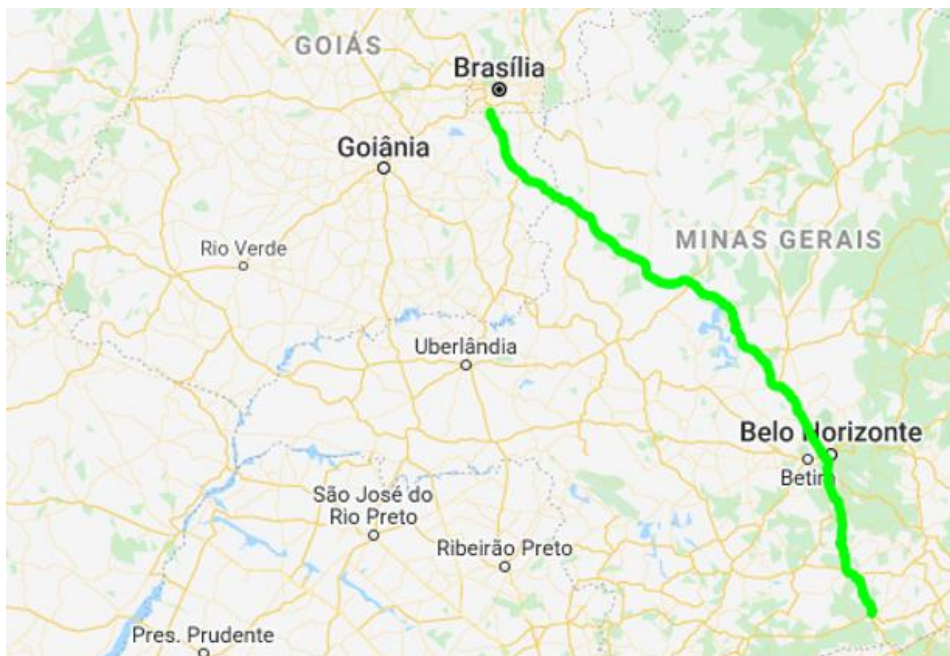 GOIÁS
Brasília
Goiânia
Rio Verde
MINAS GERAIS
Uberlândia
Belo Horizonte
Betim
São José do
Rio Preto
Ribeirão Preto
Pres. Prudente